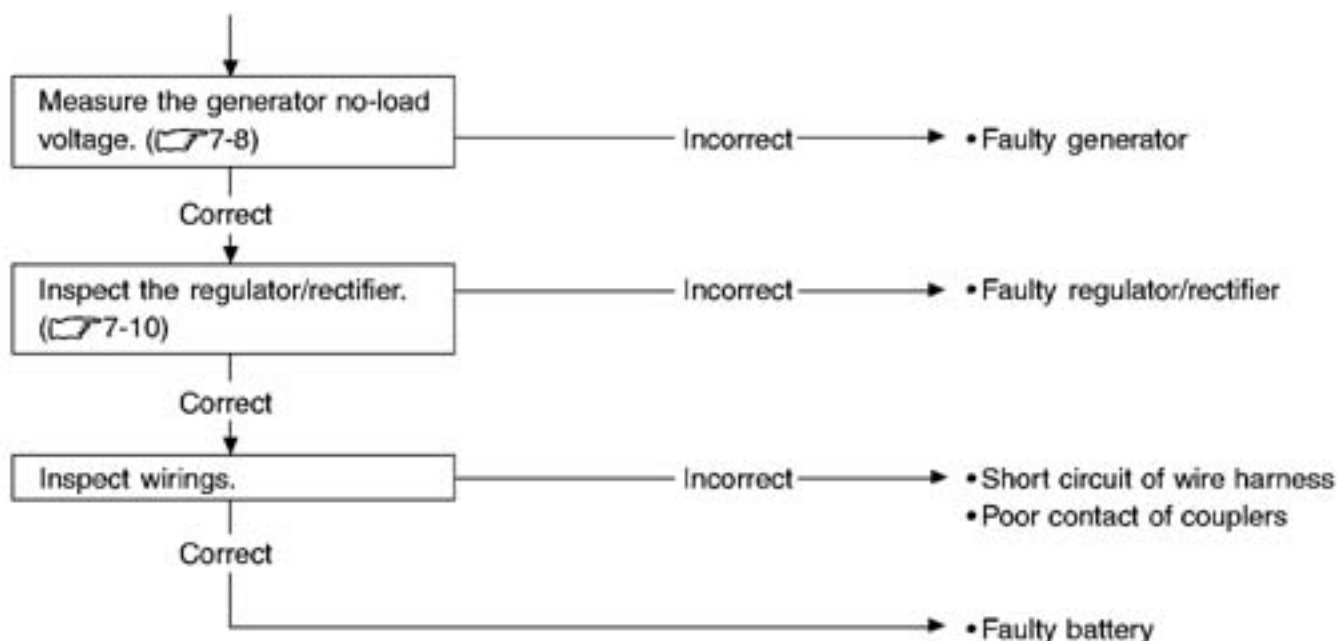 Measure the generator no-load
voltage. (☞7-8)
Incorrect
• Faulty generator
Correct
Inspect the regulator/rectifier.
(☞7-10)
Incorrect
• Faulty regulator/rectifier
Correct
Inspect wirings.
Incorrect
• Short circuit of wire harness
• Poor contact of couplers
Correct
• Faulty battery